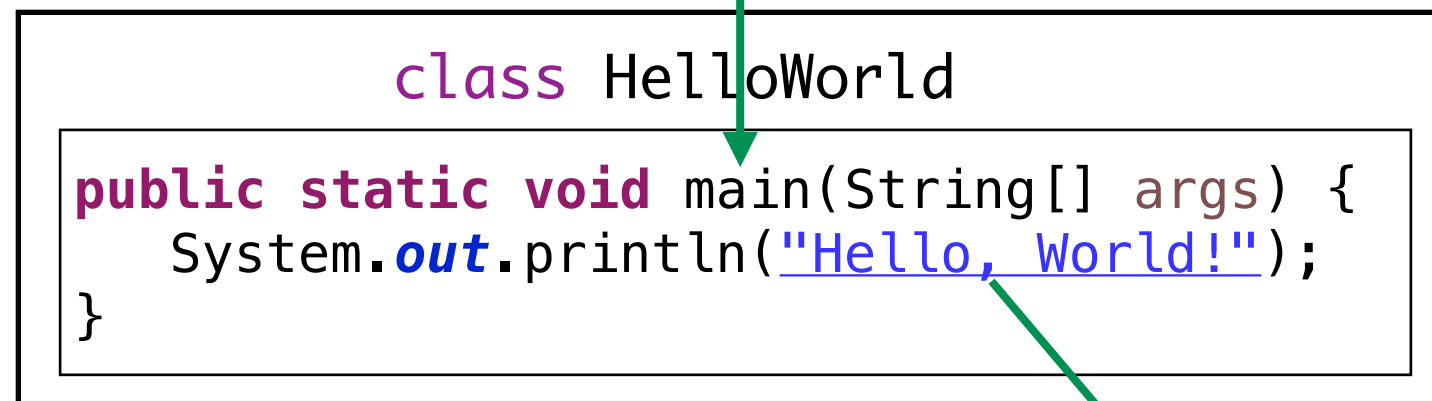 class HelloWorld
public static void main(String[] args) {
System.out.println("Hello, World!");
}